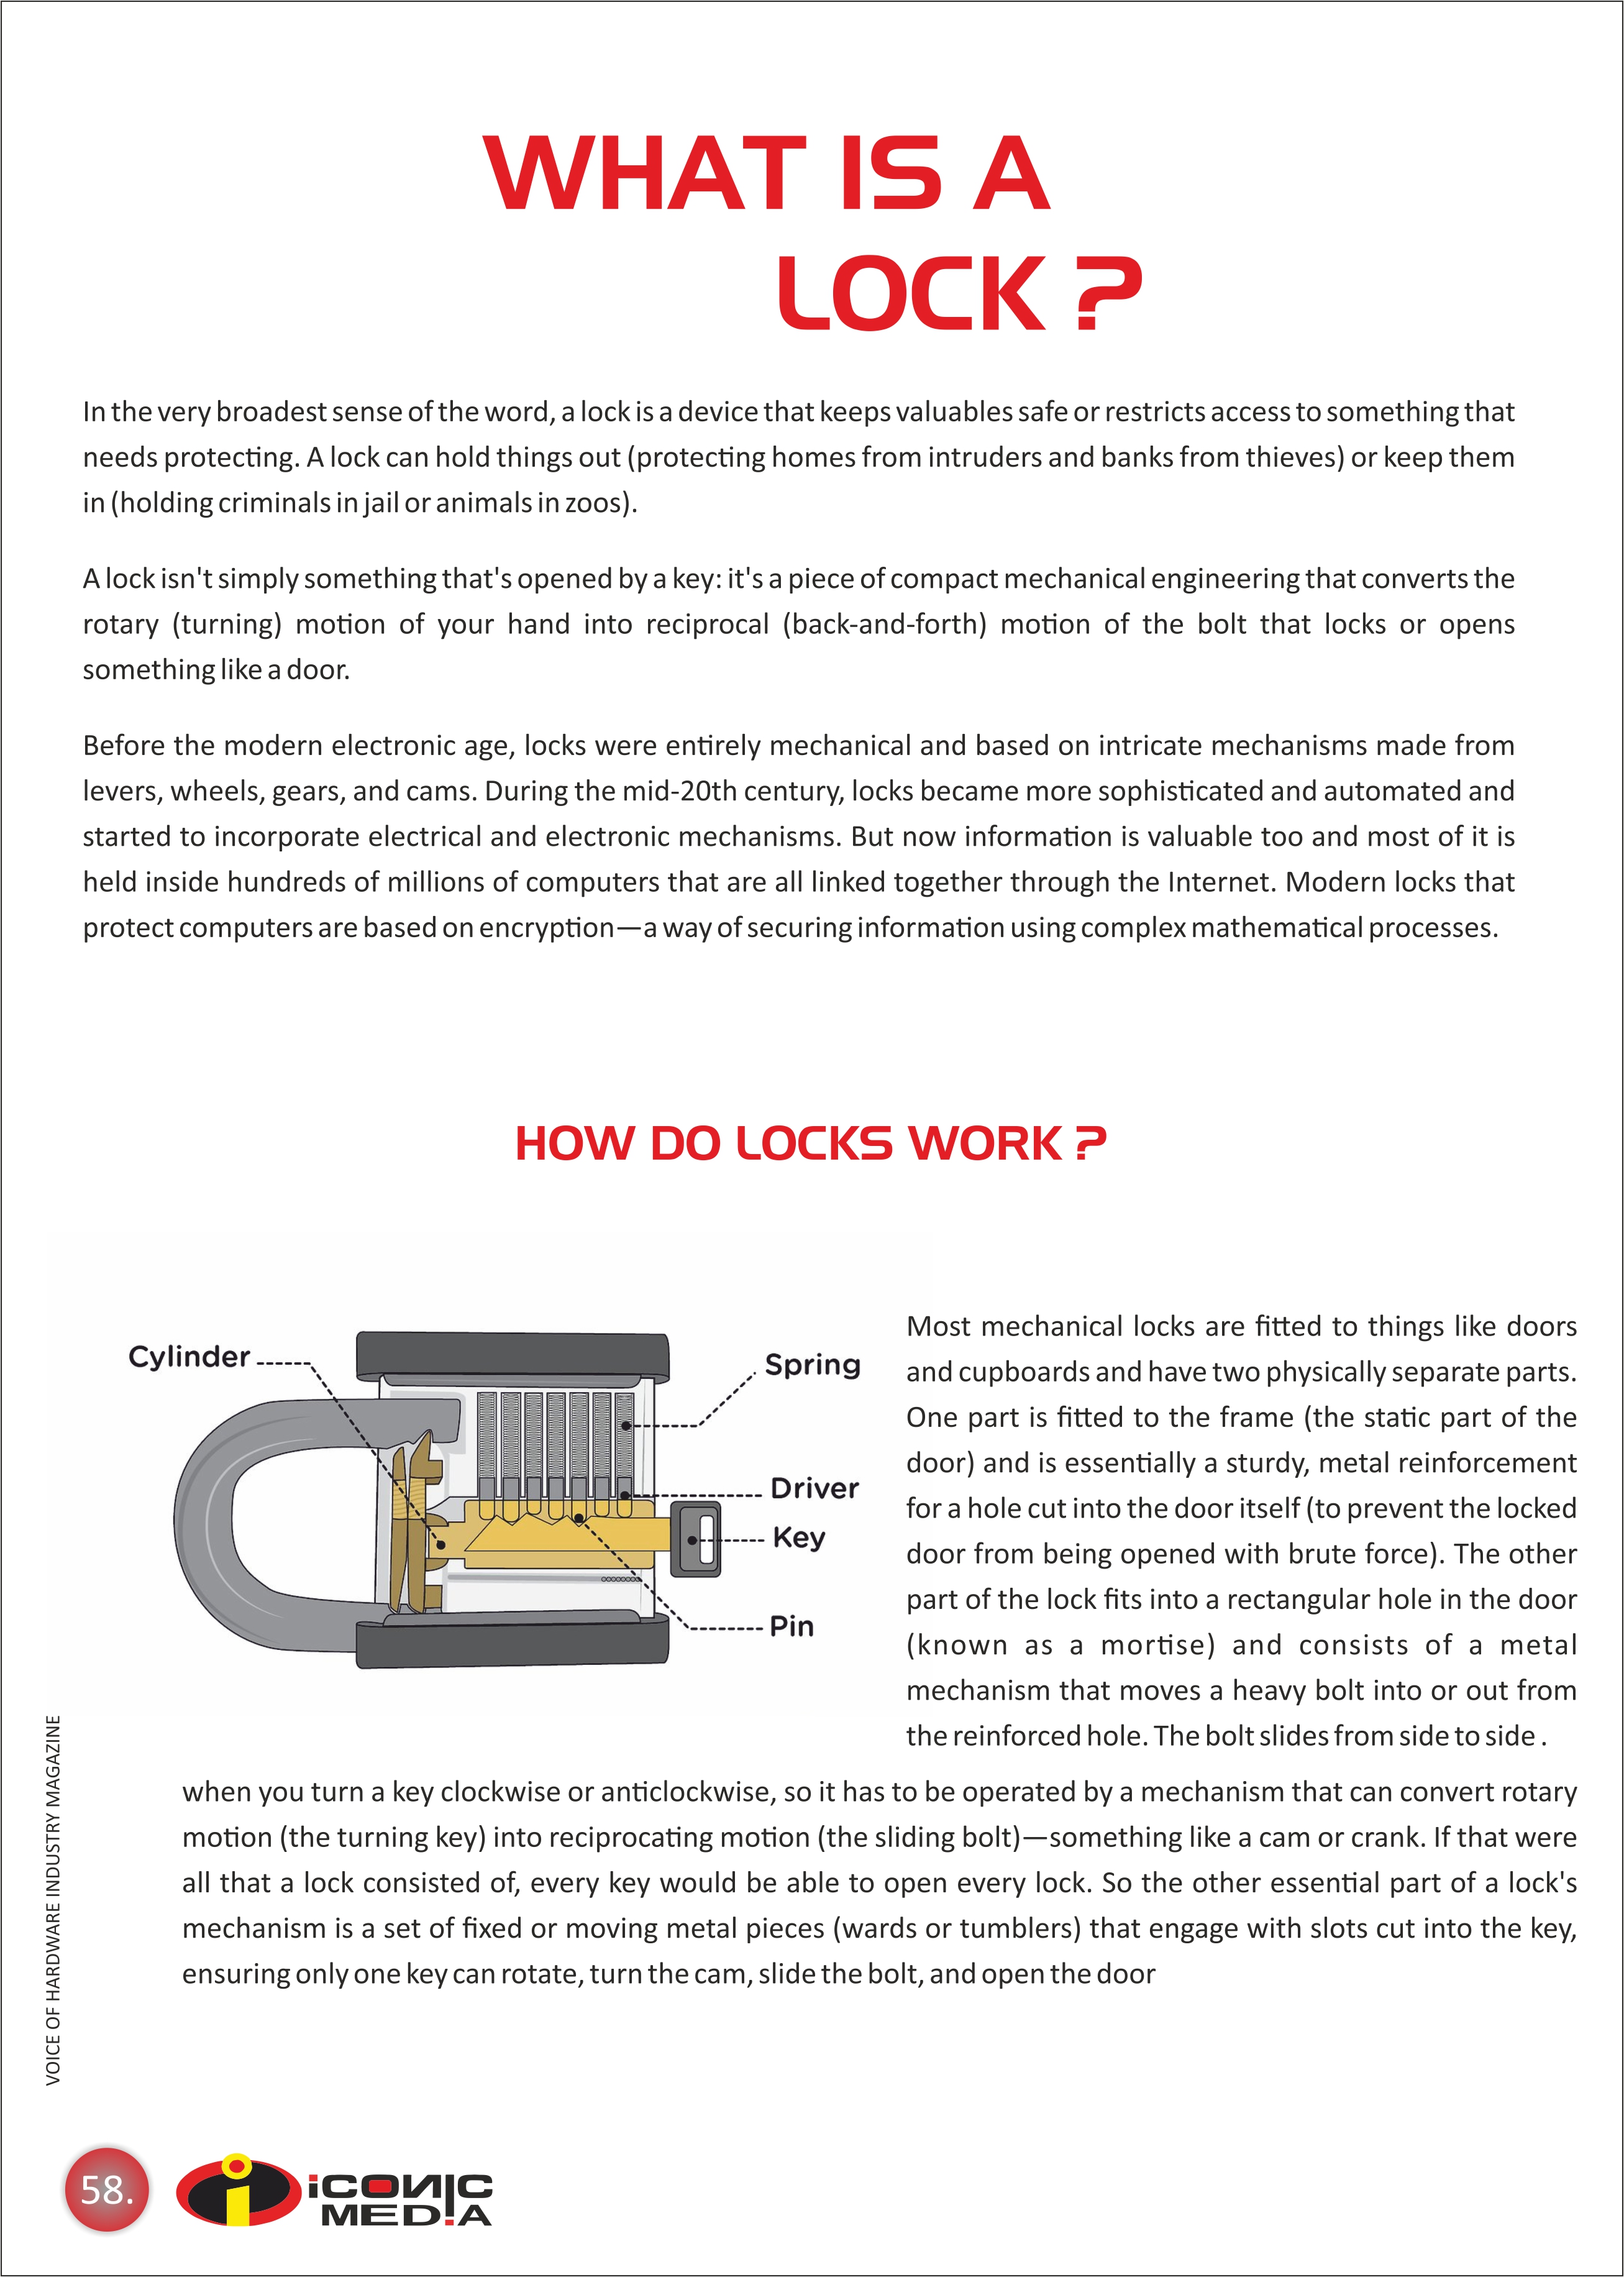 WHAT IS A
LOCK ?
In the very broadest sense of the word, a lock is a device that keeps valuables safe or restricts access to something that
needs protecting. A lock can hold things out (protecting homes from intruders and banks from thieves) or keep them
in (holding criminals in jail or animals in zoos).
A lock isn't simply something that's opened by a key: it's a piece of compact mechanical engineering that converts the
rotary (turning) motion of your hand into reciprocal (back-and-forth) motion of the bolt that locks or opens
something like a door.
Before the modern electronic age, locks were entirely mechanical and based on intricate mechanisms made from
levers, wheels, gears, and cams. During the mid-20th century, locks became more sophisticated and automated and
started to incorporate electrical and electronic mechanisms. But now information is valuable too and most of it is
held inside hundreds of millions of computers that are all linked together through the Internet. Modern locks that
protect computers are based on encryption—a way of securing information using complex mathematical processes.
HOW DO LOCKS WORK ?
Cylinder
Spring
Driver
Key
Pin
Most mechanical locks are fitted to things like doors
and cupboards and have two physically separate parts.
One part is fitted to the frame (the static part of the
door) and is essentially a sturdy, metal reinforcement
for a hole cut into the door itself (to prevent the locked
door from being opened with brute force). The other
part of the lock fits into a rectangular hole in the door
(known as a mortise) and consists of a metal
mechanism that moves a heavy bolt into or out from
the reinforced hole. The bolt slides from side to side .
when you turn a key clockwise or anticlockwise, so it has to be operated by a mechanism that can convert rotary
motion (the turning key) into reciprocating motion (the sliding bolt)—something like a cam or crank. If that were
all that a lock consisted of, every key would be able to open every lock. So the other essential part of a lock's
mechanism is a set of fixed or moving metal pieces (wards or tumblers) that engage with slots cut into the key,
ensuring only one key can rotate, turn the cam, slide the bolt, and open the door
VOICE OF HARDWARE INDUSTRY MAGAZINE
58.
iCONIC
MEDiA